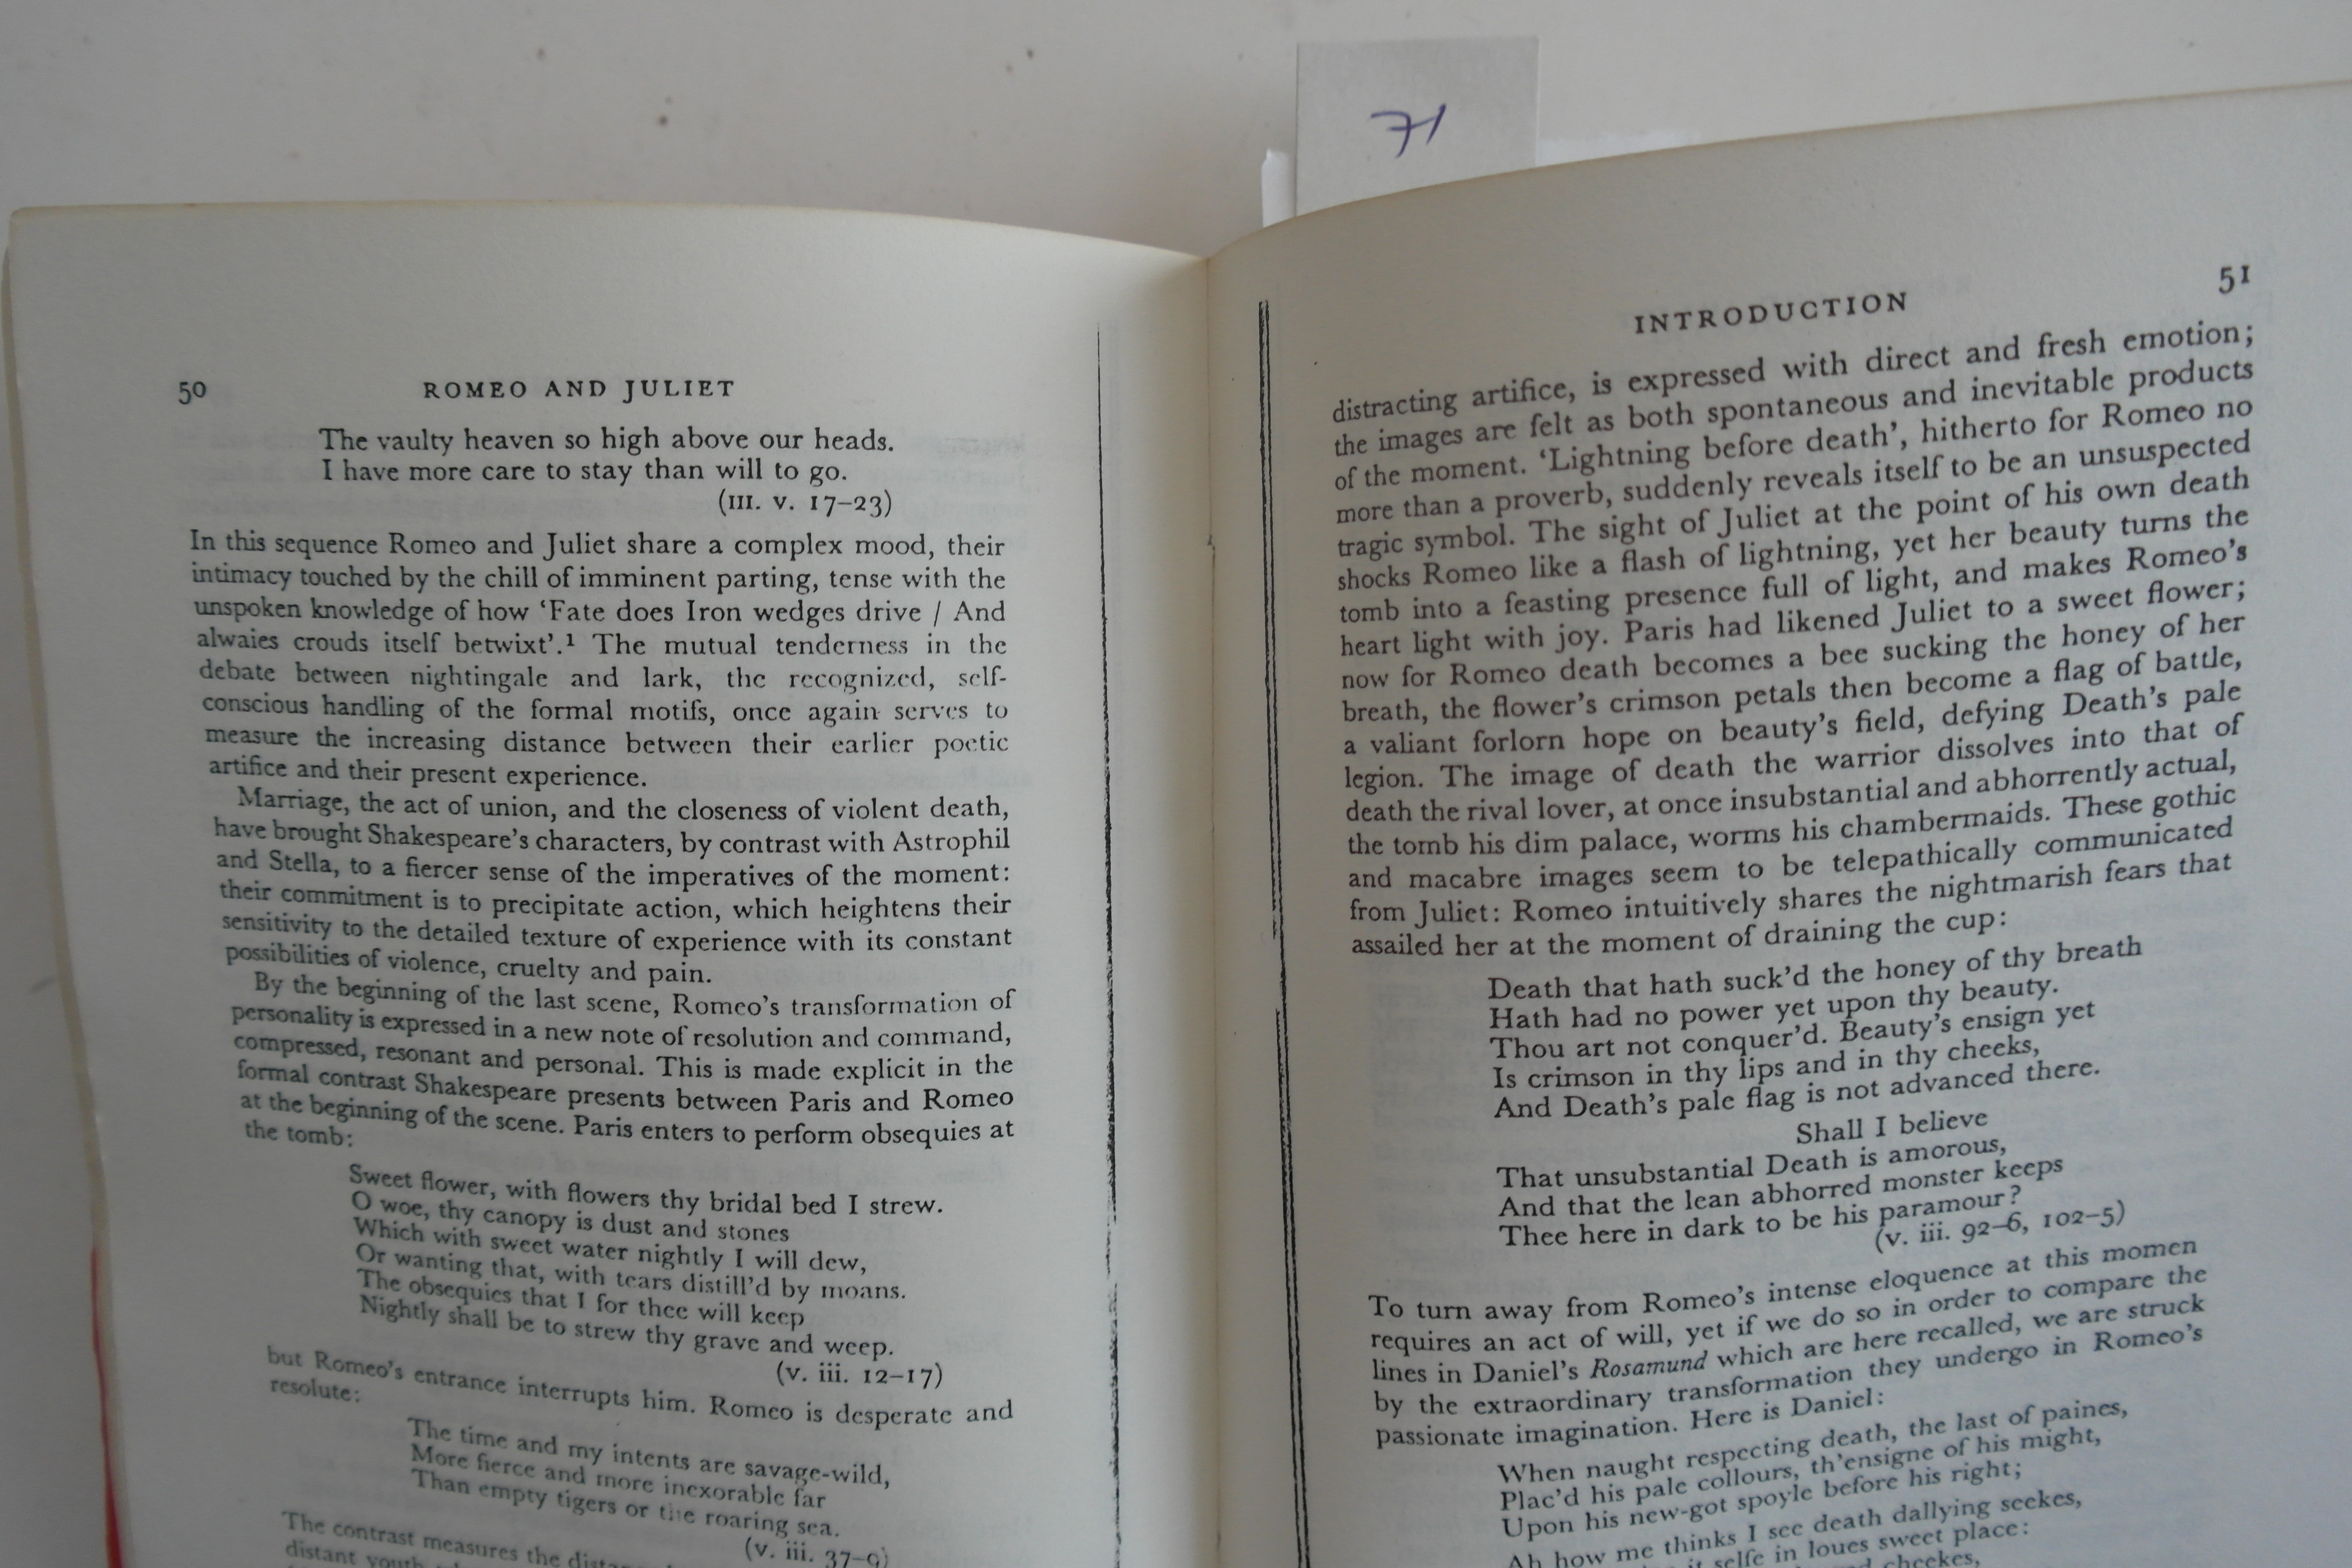 71
50
ROMEO AND JULIET
The vaulty heaven so high above our heads.
I have more care to stay than will to go.
(III. v. 17–23)
In this sequence Romeo and Juliet share a complex mood, their
intimacy touched by the chill of imminent parting, tense with the
unspoken knowledge of how ‘Fate does Iron wedges drive / And
alwaies crouds itself betwixt’.¹ The mutual tenderness in the
debate between nightingale and lark, the recognized, self-
conscious handling of the formal motifs, once again serves to
measure the increasing distance between their earlier poetic
artifice and their present experience.
Marriage, the act of union, and the closeness of violent death,
have brought Shakespeare’s characters, by contrast with Astrophil
and Stella, to a fiercer sense of the imperatives of the moment:
their commitment is to precipitate action, which heightens their
sensitivity to the detailed texture of experience with its constant
possibilities of violence, cruelty and pain.
By the beginning of the last scene, Romeo’s transformation of
personality is expressed in a new note of resolution and command,
compressed, resonant and personal. This is made explicit in the
formal contrast Shakespeare presents between Paris and Romeo
at the beginning of the scene. Paris enters to perform obsequies at
the tomb:
Sweet flower, with flowers thy bridal bed I strew.
O woe, thy canopy is dust and stones
Which with sweet water nightly I will dew,
Or wanting that, with tears distill’d by moans.
The obsequies that I for thee will keep
Nightly shall be to strew thy grave and weep.
(v. iii. 12–17)
but Romeo’s entrance interrupts him. Romeo is desperate and
resolute:
The time and my intents are savage-wild,
More fierce and more inexorable far
Than empty tigers or the roaring sea.
(v. iii. 37–9)
The contrast measures the
distant
INTRODUCTION
51
distracting artifice, is expressed with direct and fresh emotion;
the images are felt as both spontaneous and inevitable products
of the moment. ‘Lightning before death’, hitherto for Romeo no
more than a proverb, suddenly reveals itself to be an unsuspected
tragic symbol. The sight of Juliet at the point of his own death
shocks Romeo like a flash of lightning, yet her beauty turns the
tomb into a feasting presence full of light, and makes Romeo’s
heart light with joy. Paris had likened Juliet to a sweet flower;
now for Romeo death becomes a bee sucking the honey of her
breath, the flower’s crimson petals then become a flag of battle,
a valiant forlorn hope on beauty’s field, defying Death’s pale
legion. The image of death the warrior dissolves into that of
death the rival lover, at once insubstantial and abhorrently actual,
the tomb his dim palace, worms his chambermaids. These gothic
and macabre images seem to be telepathically communicated
from Juliet: Romeo intuitively shares the nightmarish fears that
assailed her at the moment of draining the cup:
Death that hath suck’d the honey of thy breath
Hath had no power yet upon thy beauty.
Thou art not conquer’d. Beauty’s ensign yet
Is crimson in thy lips and in thy cheeks,
And Death’s pale flag is not advanced there.
Shall I believe
That unsubstantial Death is amorous,
And that the lean abhorred monster keeps
Thee here in dark to be his paramour?
(v. iii. 92–6, 102–5)
To turn away from Romeo’s intense eloquence at this momen
requires an act of will, yet if we do so in order to compare the
lines in Daniel’s Rosamund which are here recalled, we are struck
by the extraordinary transformation they undergo in Romeo’s
passionate imagination. Here is Daniel:
When naught respecting death, the last of paines,
Plac’d his pale collours, th’ensigne of his might,
Upon his new-got spoyle before his right;
Ah how me thinks I see death dallying seekes,
it selfe in loues sweet place:
cheekes,